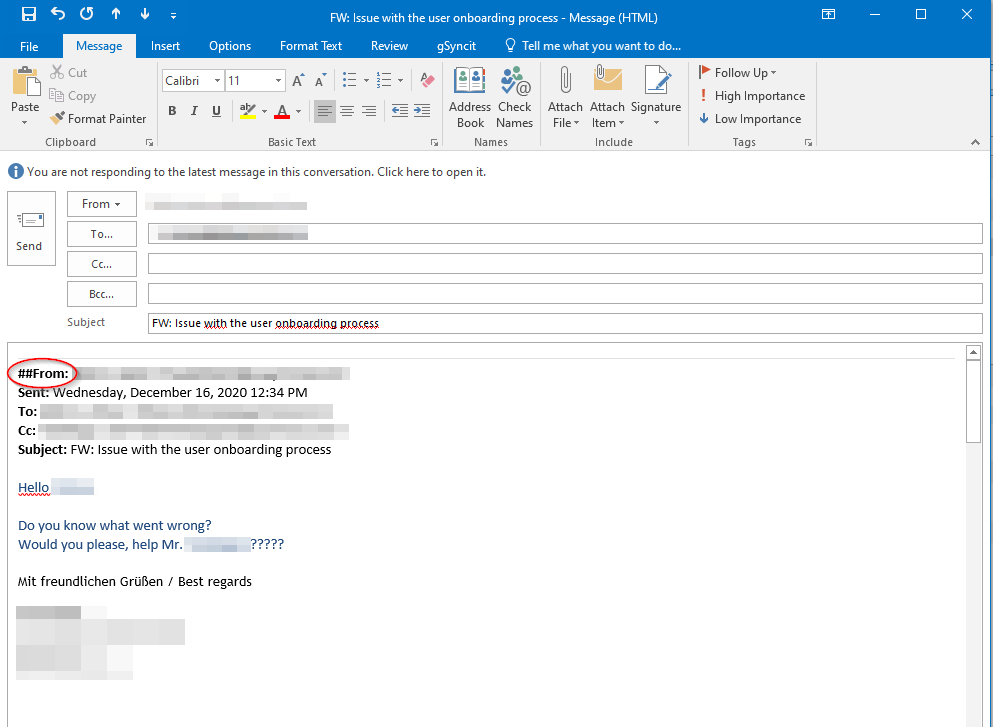 FW: Issue with the user onboarding process - Message (HTML)
File Message Insert Options Format Text Review gSyncit Tell me what you want to do...
Paste
Cut
Copy
Format Painter
Clipboard
Calibri 11
B I U
Basic Text
Address Book
Check Names
Names
Attach File
Attach Item
Signature
Include
Follow Up
High Importance
Low Importance
Tags
You are not responding to the latest message in this conversation. Click here to open it.
Send
From
To...
Cc...
Bcc...
Subject FW: Issue with the user onboarding process
##From:
Sent: Wednesday, December 16, 2020 12:34 PM
To:
Cc:
Subject: FW: Issue with the user onboarding process
Hello
Do you know what went wrong?
Would you please, help Mr. ?????
Mit freundlichen Grüßen / Best regards